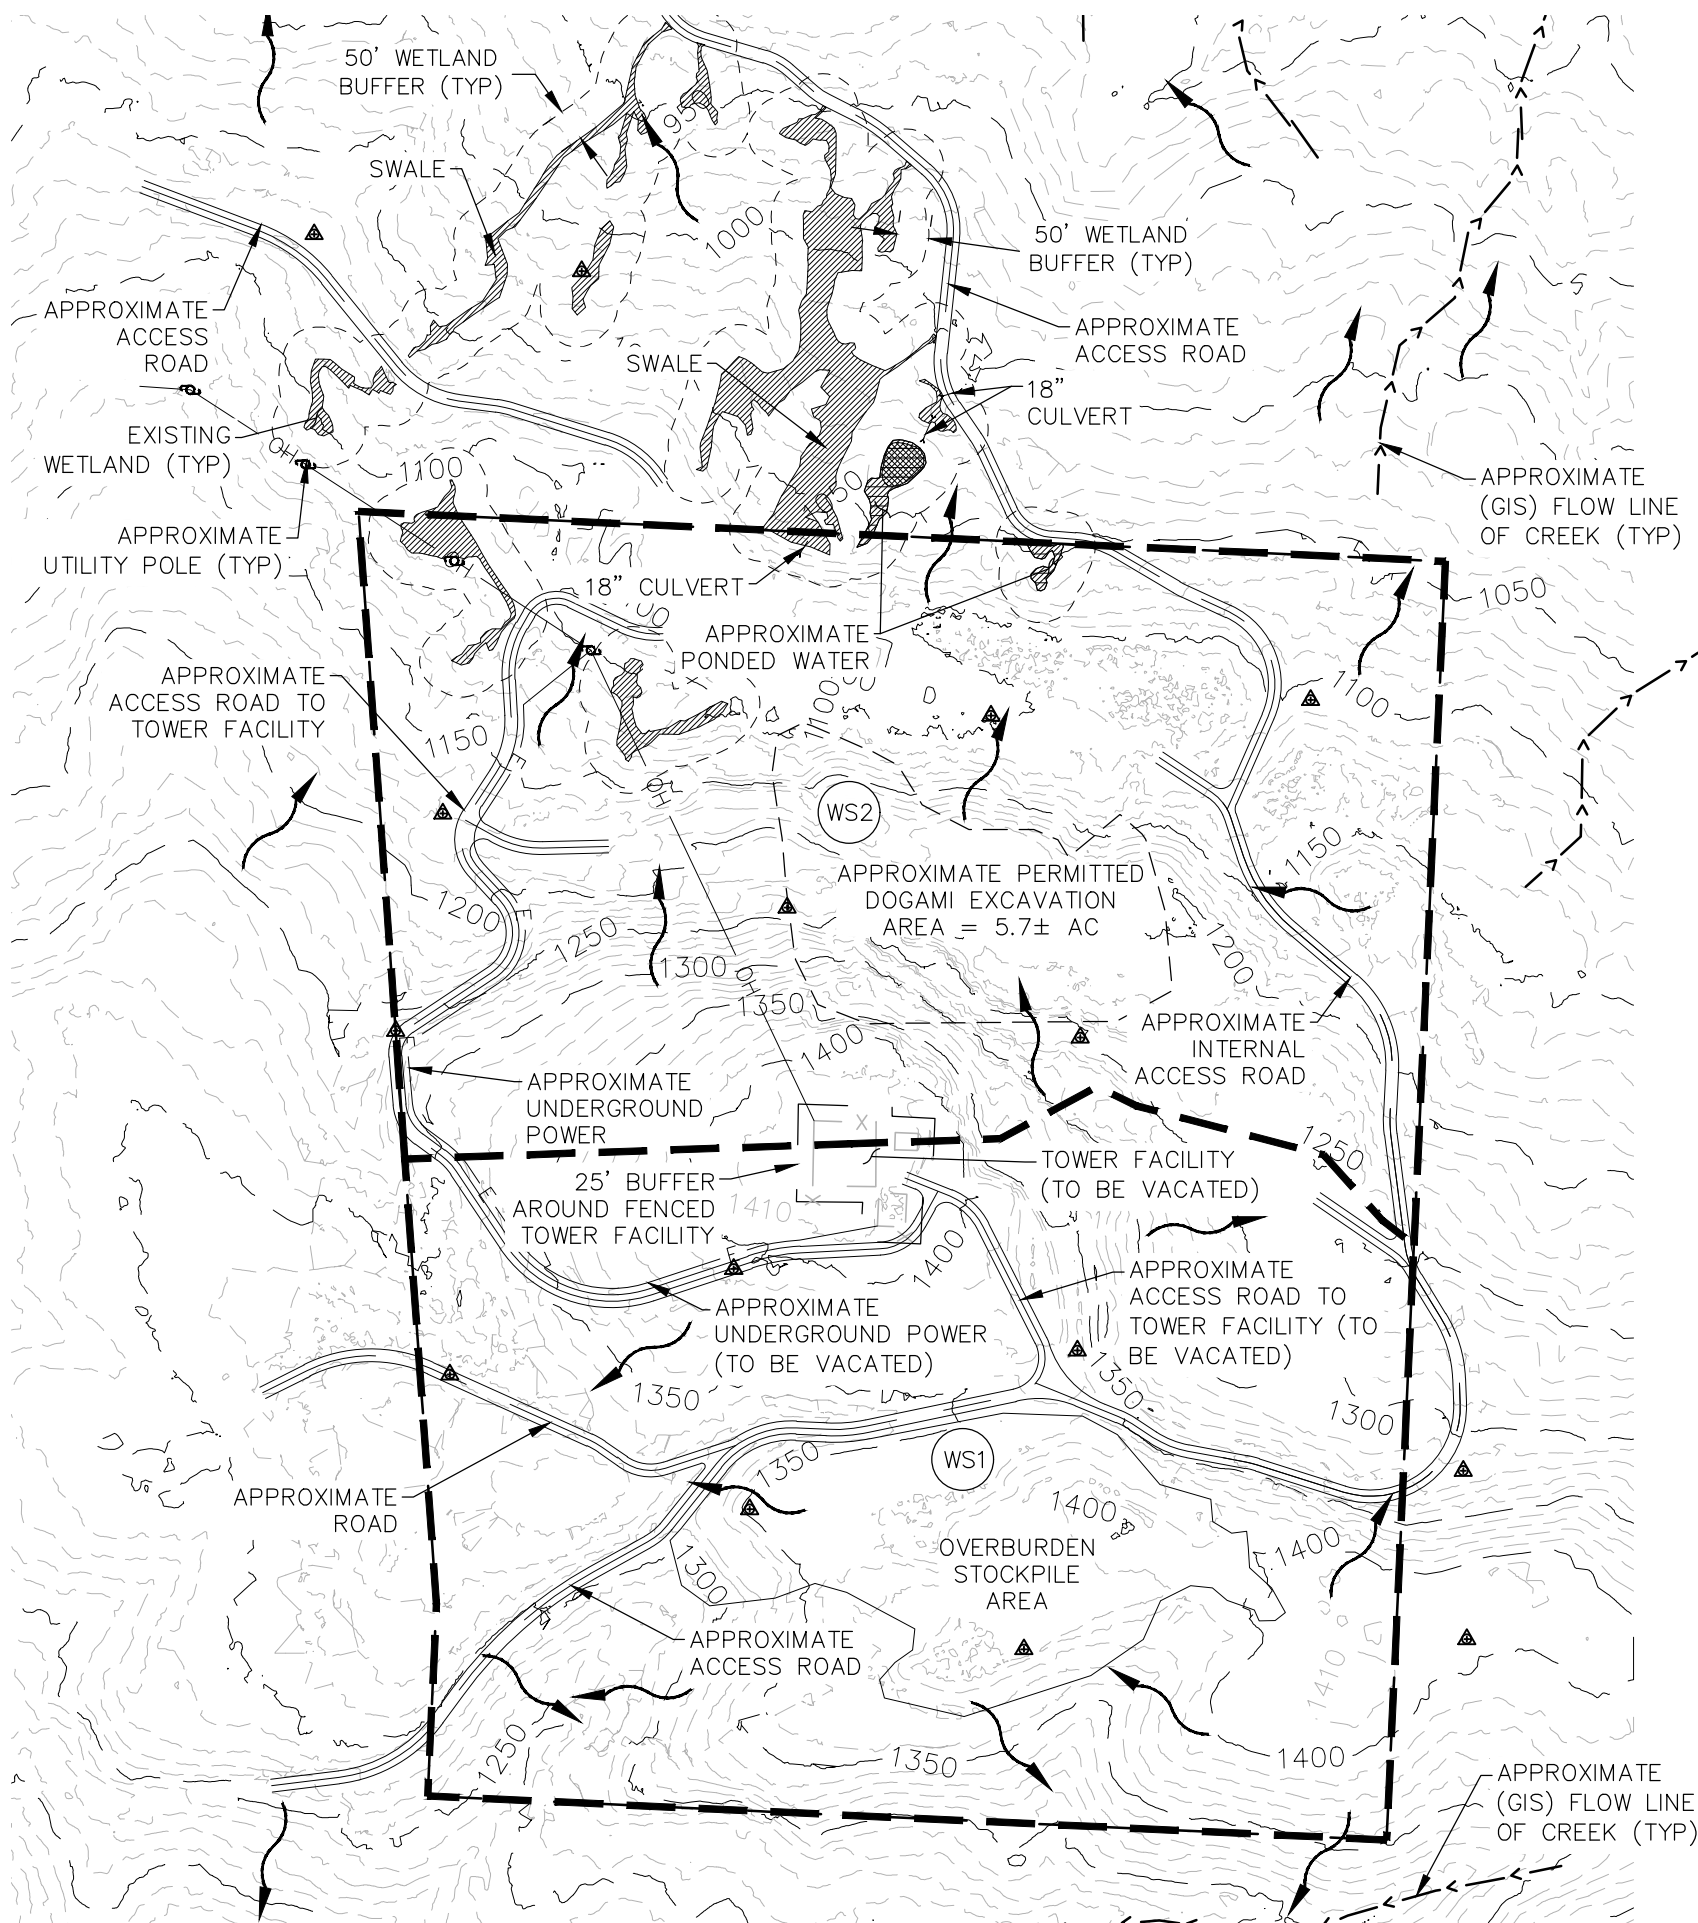 50' WETLAND
BUFFER (TYP)
SWALE
950
1000
50' WETLAND
BUFFER (TYP)
APPROXIMATE
ACCESS
ROAD
APPROXIMATE
ACCESS ROAD
SWALE
18" 
CULVERT
EXISTING
WETLAND (TYP)
OH
1100
1050
APPROXIMATE
(GIS) FLOW LINE
OF CREEK (TYP)
APPROXIMATE
UTILITY POLE (TYP)
18" CULVERT
1050
APPROXIMATE
PONDED WATER
APPROXIMATE
ACCESS ROAD TO
TOWER FACILITY
1100
1100
1150
OH
WS2
1150
APPROXIMATE PERMITTED
DOGAMI EXCAVATION
AREA = 5.7± AC
1200
E
1250
1200
1300
OH
1350
1400
APPROXIMATE
INTERNAL
ACCESS ROAD
APPROXIMATE
UNDERGROUND
POWER
X
1250
TOWER FACILITY
(TO BE VACATED)
25' BUFFER
AROUND FENCED
TOWER FACILITY
E
1410
X
1400
E
APPROXIMATE
ACCESS ROAD TO
TOWER FACILITY (TO
BE VACATED)
APPROXIMATE
UNDERGROUND POWER
(TO BE VACATED)
1350
1350
1300
1350
WS1
APPROXIMATE
ROAD
1400
1400
OVERBURDEN
STOCKPILE
AREA
1300
APPROXIMATE
ACCESS ROAD
1410
1250
1350
1400
APPROXIMATE
(GIS) FLOW LINE
OF CREEK (TYP)